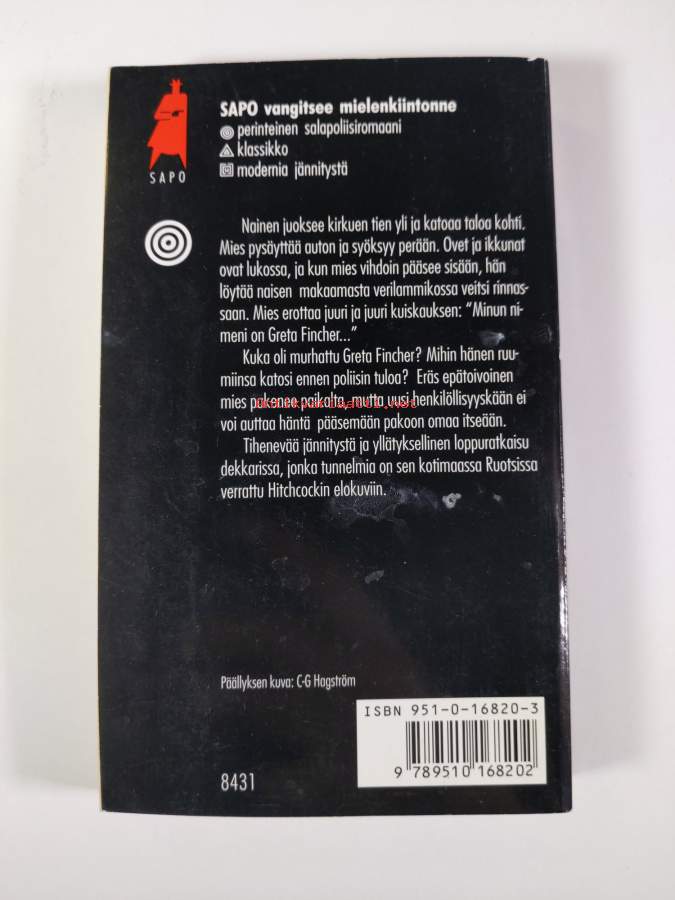 SAPO
SAPO vangitsee mielenkiintonne
perinteinen salapoliisiromaani
klassikko
modernia jännitystä
Nainen juoksee kirkuen tien yli ja katoaa taloa kohti.
Mies pysäyttää auton ja syöksyy perään. Ovet ja ikkunat
ovat lukossa, ja kun mies vihdoin pääsee sisään, hän
löytää naisen makaamasta verilammikossa veitsi rinnas-
saan. Mies erottaa juuri ja juuri kuiskauksen: ”Minun ni-
meni on Greta Fincher...”
Kuka oli murhattu Greta Fincher? Mihin hänen ruu-
miinsa katosi ennen poliisin tuloa? Eräs epätoivoinen
mies pakenee paikalta, mutta uusi henkilöllisyyskään ei
voi auttaa häntä pääsemään pakoon omaa itseään.
Tihenevää jännitystä ja yllätyksellinen loppuratkaisu
dekkarissa, jonka tunnelmia on sen kotimaassa Ruotsissa
verrattu Hitchcockin elokuviin.
Päällyksen kuva: C-G Hagström
ISBN 951-0-16820-3
9 789510 168202
8431